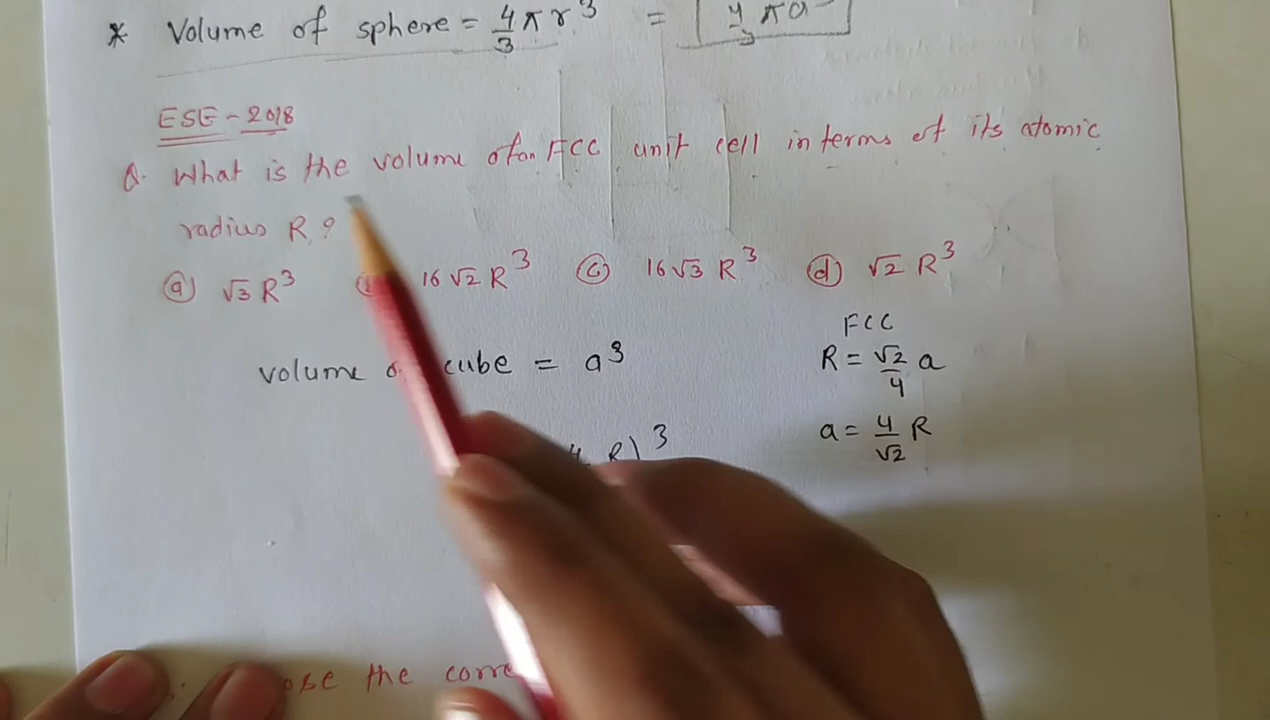 * Volume of sphere = 4/3 π r³ =
ESE - 2018
Q. What is the volume of an FCC unit cell in terms of its atomic
radius R ?
ⓐ √3 R³ 16√2 R³ ⓒ 16√3 R³ ⓓ √2 R³
FCC
volume cube = a³ R = √2/4 a
a = 4/√2 R
R)³
the